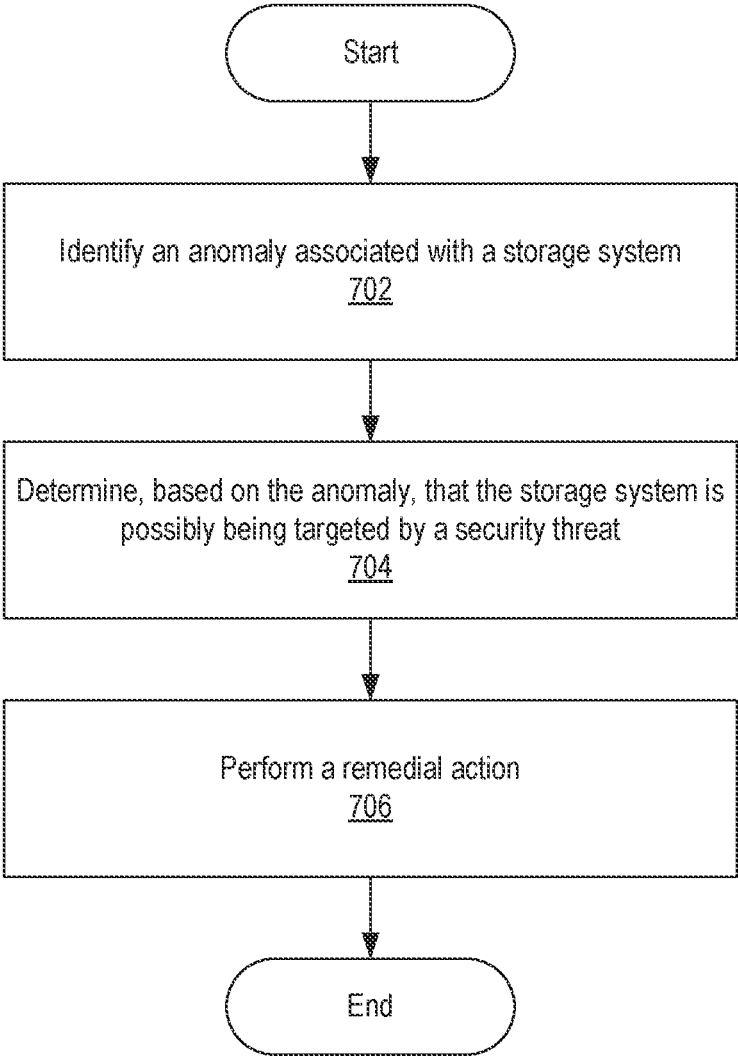 Start
Identify an anomaly associated with a storage system
702
Determine, based on the anomaly, that the storage system is
possibly being targeted by a security threat
704
Perform a remedial action
706
End